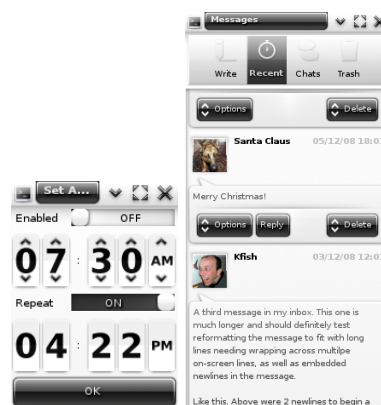 Messages
Write
Recent
Chats
Trash
Options
Delete
Santa Claus
05/12/08 18:0
Merry Christmas!
Options
Reply
Delete
Kfish
03/12/08 12:0
A third message in my inbox. This one is
much longer and should definitely test
reformatting the message to fit with long
lines needing wrapping across multilpe
on-screen lines, as well as embedded
newlines in the message.
Like this. Above were 2 newlines to begin a
Set A...
Enabled
OFF
07 : 30 AM
Repeat
ON
04 : 22 PM
OK